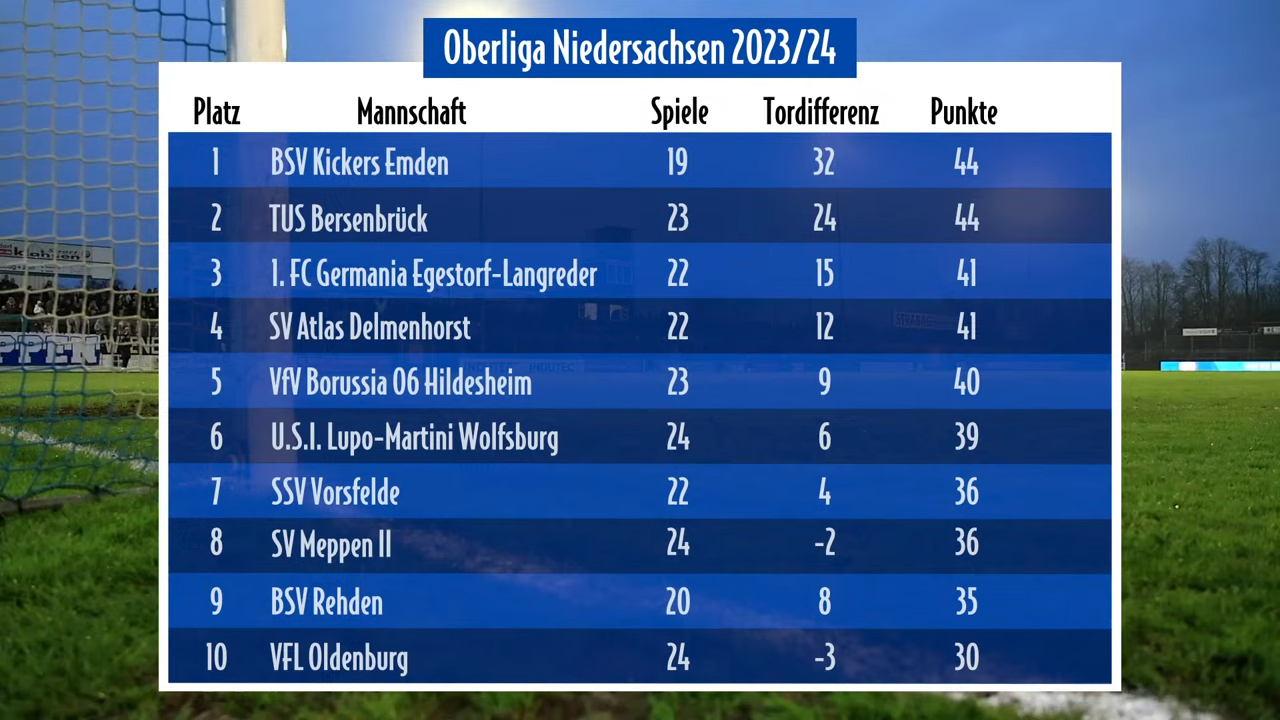 Oberliga Niedersachsen 2023/24
Platz Mannschaft Spiele Tordifferenz Punkte
1 BSV Kickers Emden 19 32 44
2 TUS Bersenbrück 23 24 44
3 1. FC Germania Egestorf-Langreder 22 15 41
4 SV Atlas Delmenhorst 22 12 41
5 VfV Borussia 06 Hildesheim 23 9 40
6 U.S.I. Lupo-Martini Wolfsburg 24 6 39
7 SSV Vorsfelde 22 4 36
8 SV Meppen II 24 -2 36
9 BSV Rehden 20 8 35
10 VFL Oldenburg 24 -3 30